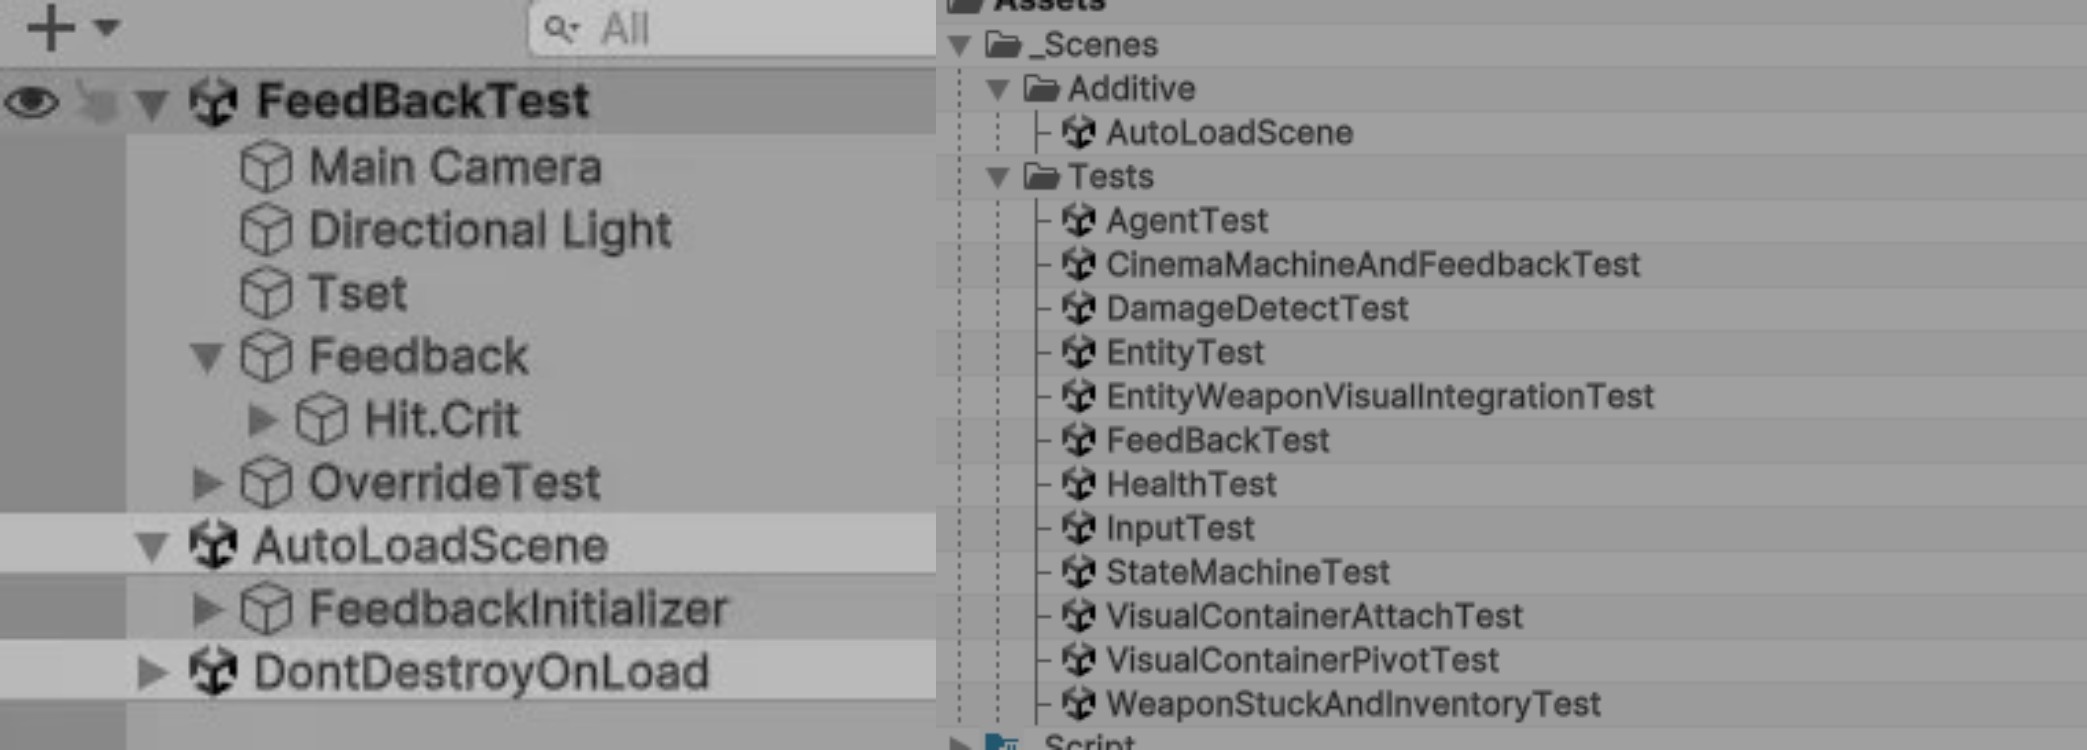 All
FeedBackTest
Main Camera
Directional Light
Tset
Feedback
Hit.Crit
OverrideTest
AutoLoadScene
FeedbackInitializer
DontDestroyOnLoad
Assets
_Scenes
Additive
AutoLoadScene
Tests
AgentTest
CinemaMachineAndFeedbackTest
DamageDetectTest
EntityTest
EntityWeaponVisualIntegrationTest
FeedBackTest
HealthTest
InputTest
StateMachineTest
VisualContainerAttachTest
VisualContainerPivotTest
WeaponStuckAndInventoryTest
_Script